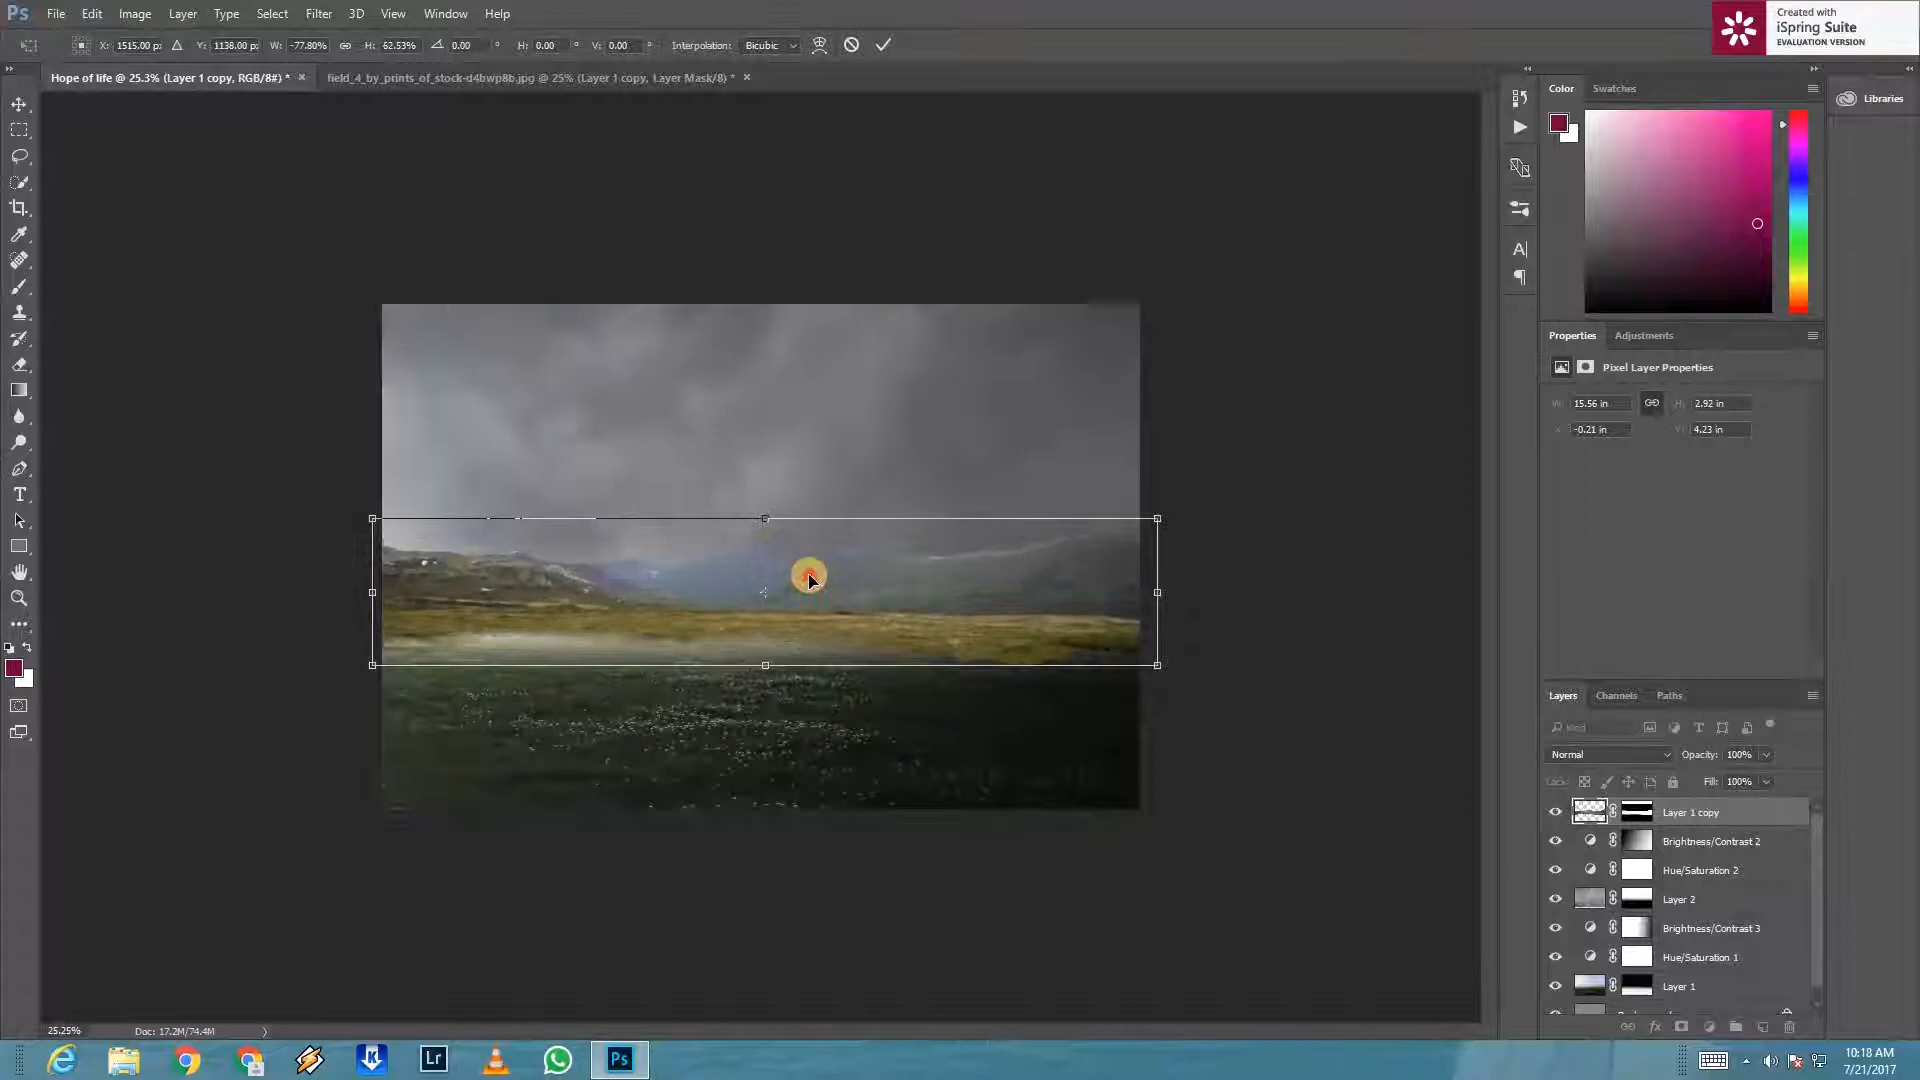 Ps File Edit Image Layer Type Select Filter 3D View Window Help
Created with
iSpring Suite
EVALUATION VERSION
X: 1515.00 p: Y: 1138.00 p: W: -77.80% H: 62.53% 0.00 ° H: 0.00 ° V: 0.00 ° Interpolation: Bicubic
Hope of life @ 25.3% (Layer 1 copy, RGB/8#) * × field_4_by_prints_of_stock-d4bwp8b.jpg @ 25% (Layer 1 copy, Layer Mask/8) * ×
Color Swatches
Libraries
Properties Adjustments
Pixel Layer Properties
W: 15.56 in H: 2.92 in
X: -0.21 in Y: 4.23 in
Layers Channels Paths
Kind
Normal Opacity: 100%
Lock: Fill: 100%
Layer 1 copy
Brightness/Contrast 2
Hue/Saturation 2
Layer 2
Brightness/Contrast 3
Hue/Saturation 1
Layer 1
25.25% Doc: 17.2M/74.4M
Lr
Ps
10:18 AM
7/21/2017